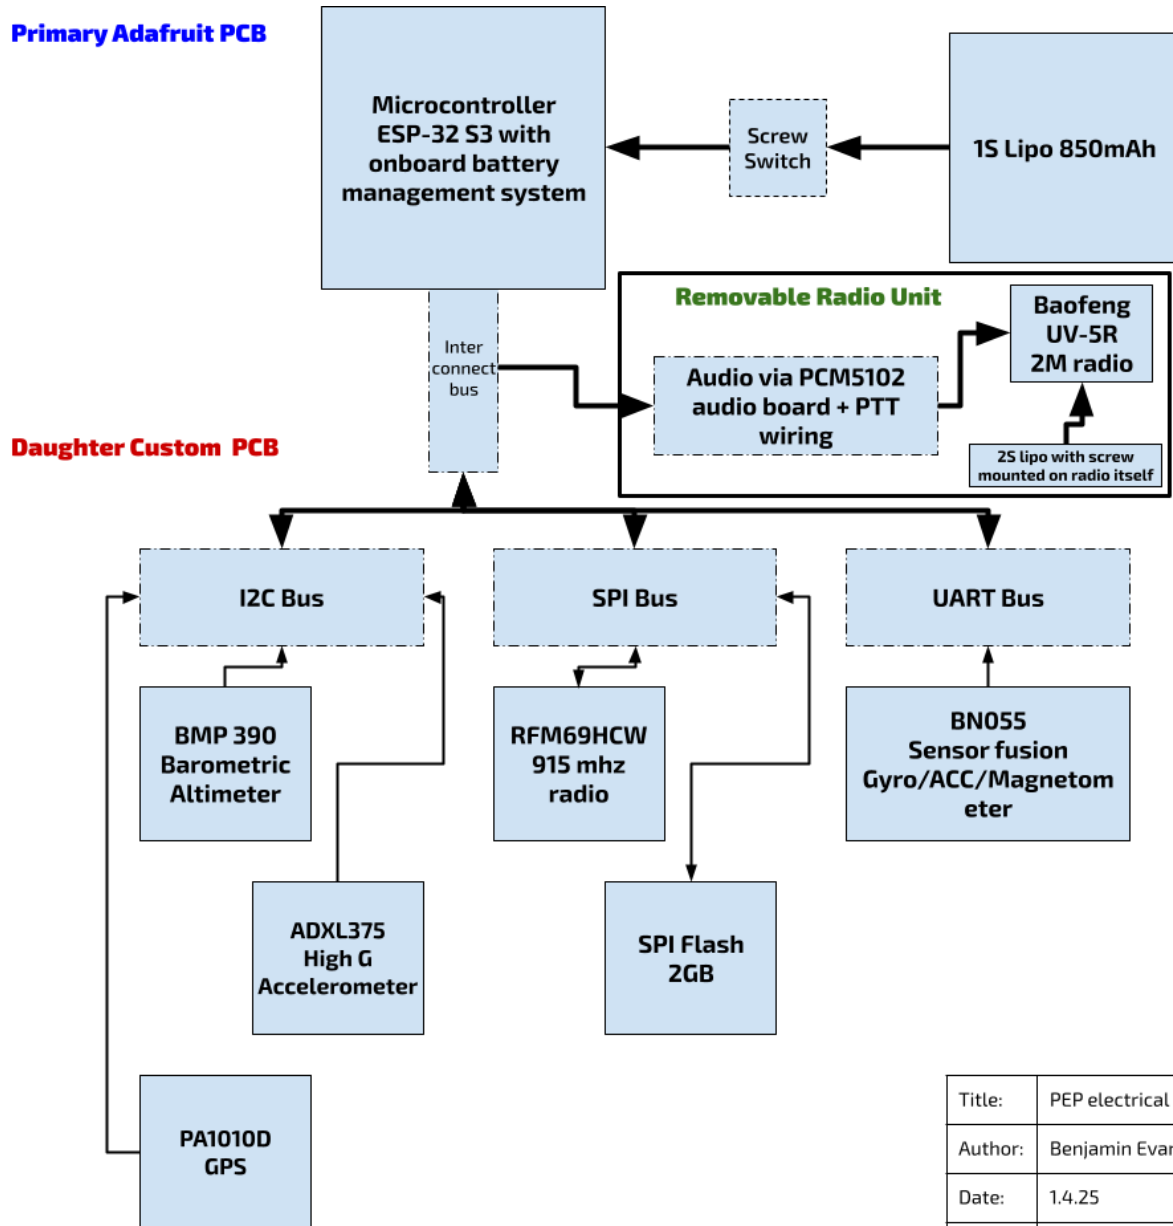 Primary Adafruit PCB
Microcontroller
ESP-32 S3 with
onboard battery
management system
Screw
Switch
1S Lipo 850mAh
Inter
connect
bus
Removable Radio Unit
Audio via PCM5102
audio board + PTT
wiring
Baofeng
UV-5R
2M radio
2S lipo with screw
mounted on radio itself
Daughter Custom PCB
I2C Bus
SPI Bus
UART Bus
BMP 390
Barometric
Altimeter
RFM69HCW
915 mhz
radio
BN055
Sensor fusion
Gyro/ACC/Magnetom
eter
ADXL375
High G
Accelerometer
SPI Flash
2GB
PA1010D
GPS
Title: PEP electrical
Author: Benjamin Evar
Date: 1.4.25